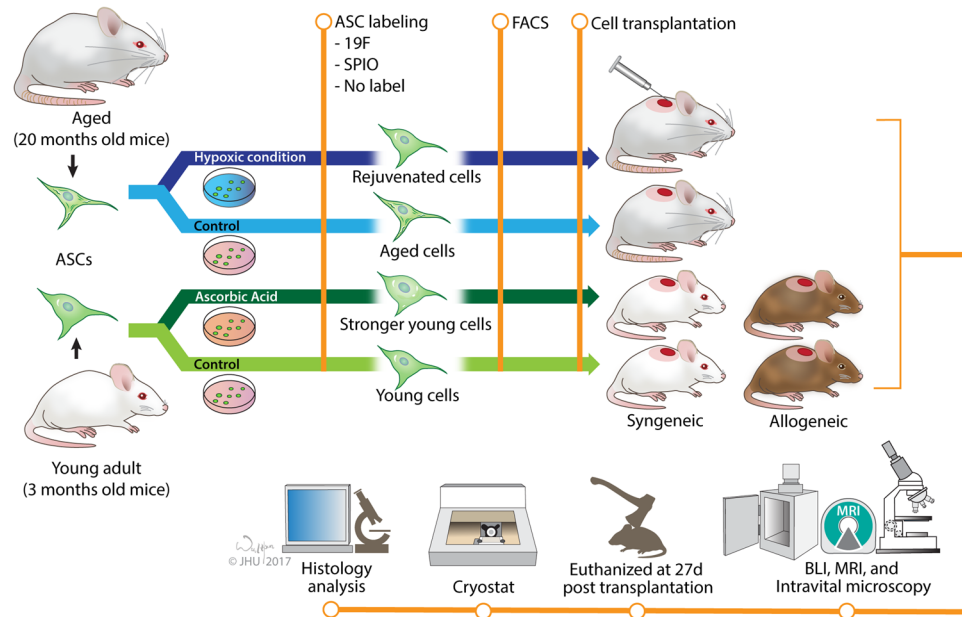 ASC labeling
- 19F
- SPIO
- No label
FACS
Cell transplantation
Aged
(20 months old mice)
Hypoxic condition
Rejuvenated cells
Control
Aged cells
ASCs
Ascorbic Acid
Stronger young cells
Control
Young cells
Syngeneic
Allogeneic
Young adult
(3 months old mice)
MRI
© JHU 2017
Histology
analysis
Cryostat
Euthanized at 27d
post transplantation
BLI, MRI, and
Intravital microscopy